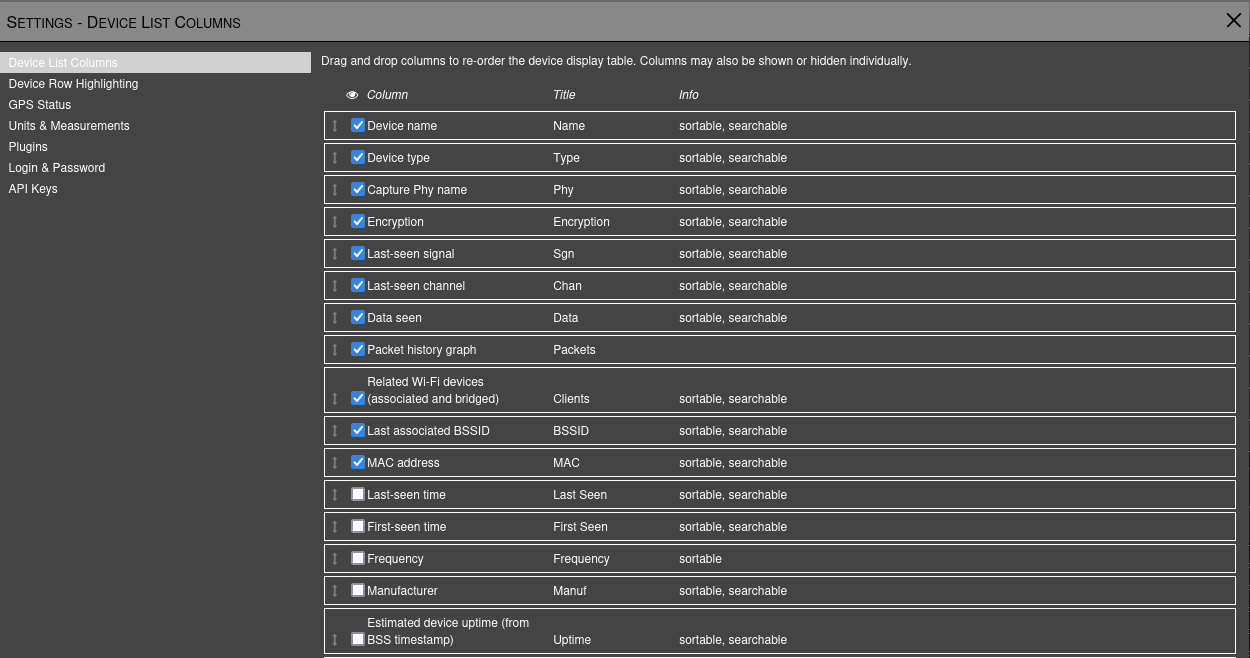 Settings - Device List Columns
Device List Columns
Device Row Highlighting
GPS Status
Units & Measurements
Plugins
Login & Password
API Keys
Drag and drop columns to re-order the device display table. Columns may also be shown or hidden individually.
Column Title Info
Device name Name sortable, searchable
Device type Type sortable, searchable
Capture Phy name Phy sortable, searchable
Encryption Encryption sortable, searchable
Last-seen signal Sgn sortable, searchable
Last-seen channel Chan sortable, searchable
Data seen Data sortable, searchable
Packet history graph Packets
Related Wi-Fi devices
(associated and bridged) Clients sortable, searchable
Last associated BSSID BSSID sortable, searchable
MAC address MAC sortable, searchable
Last-seen time Last Seen sortable, searchable
First-seen time First Seen sortable, searchable
Frequency Frequency sortable
Manufacturer Manuf sortable, searchable
Estimated device uptime (from
BSS timestamp) Uptime sortable, searchable